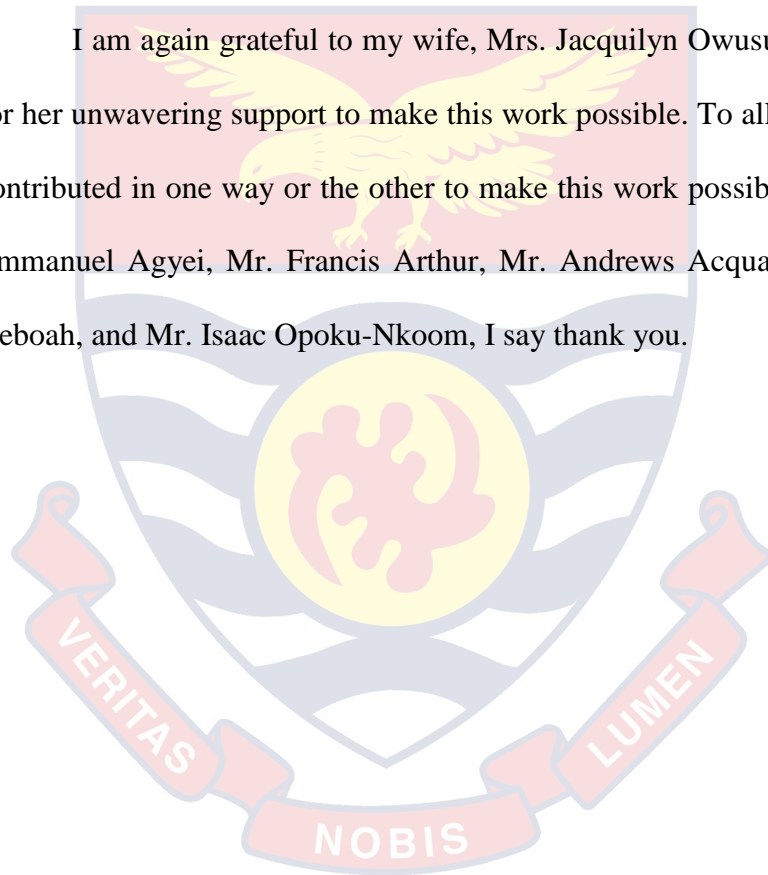 I am again grateful to my wife, Mrs. Jacquilyn Owusu
or her unwavering support to make this work possible. To all
ontributed in one way or the other to make this work possib
mmanuel Agyei, Mr. Francis Arthur, Mr. Andrews Acqua
eboah, and Mr. Isaac Opoku-Nkoom, I say thank you.
VERITAS
NOBIS
LUMEN